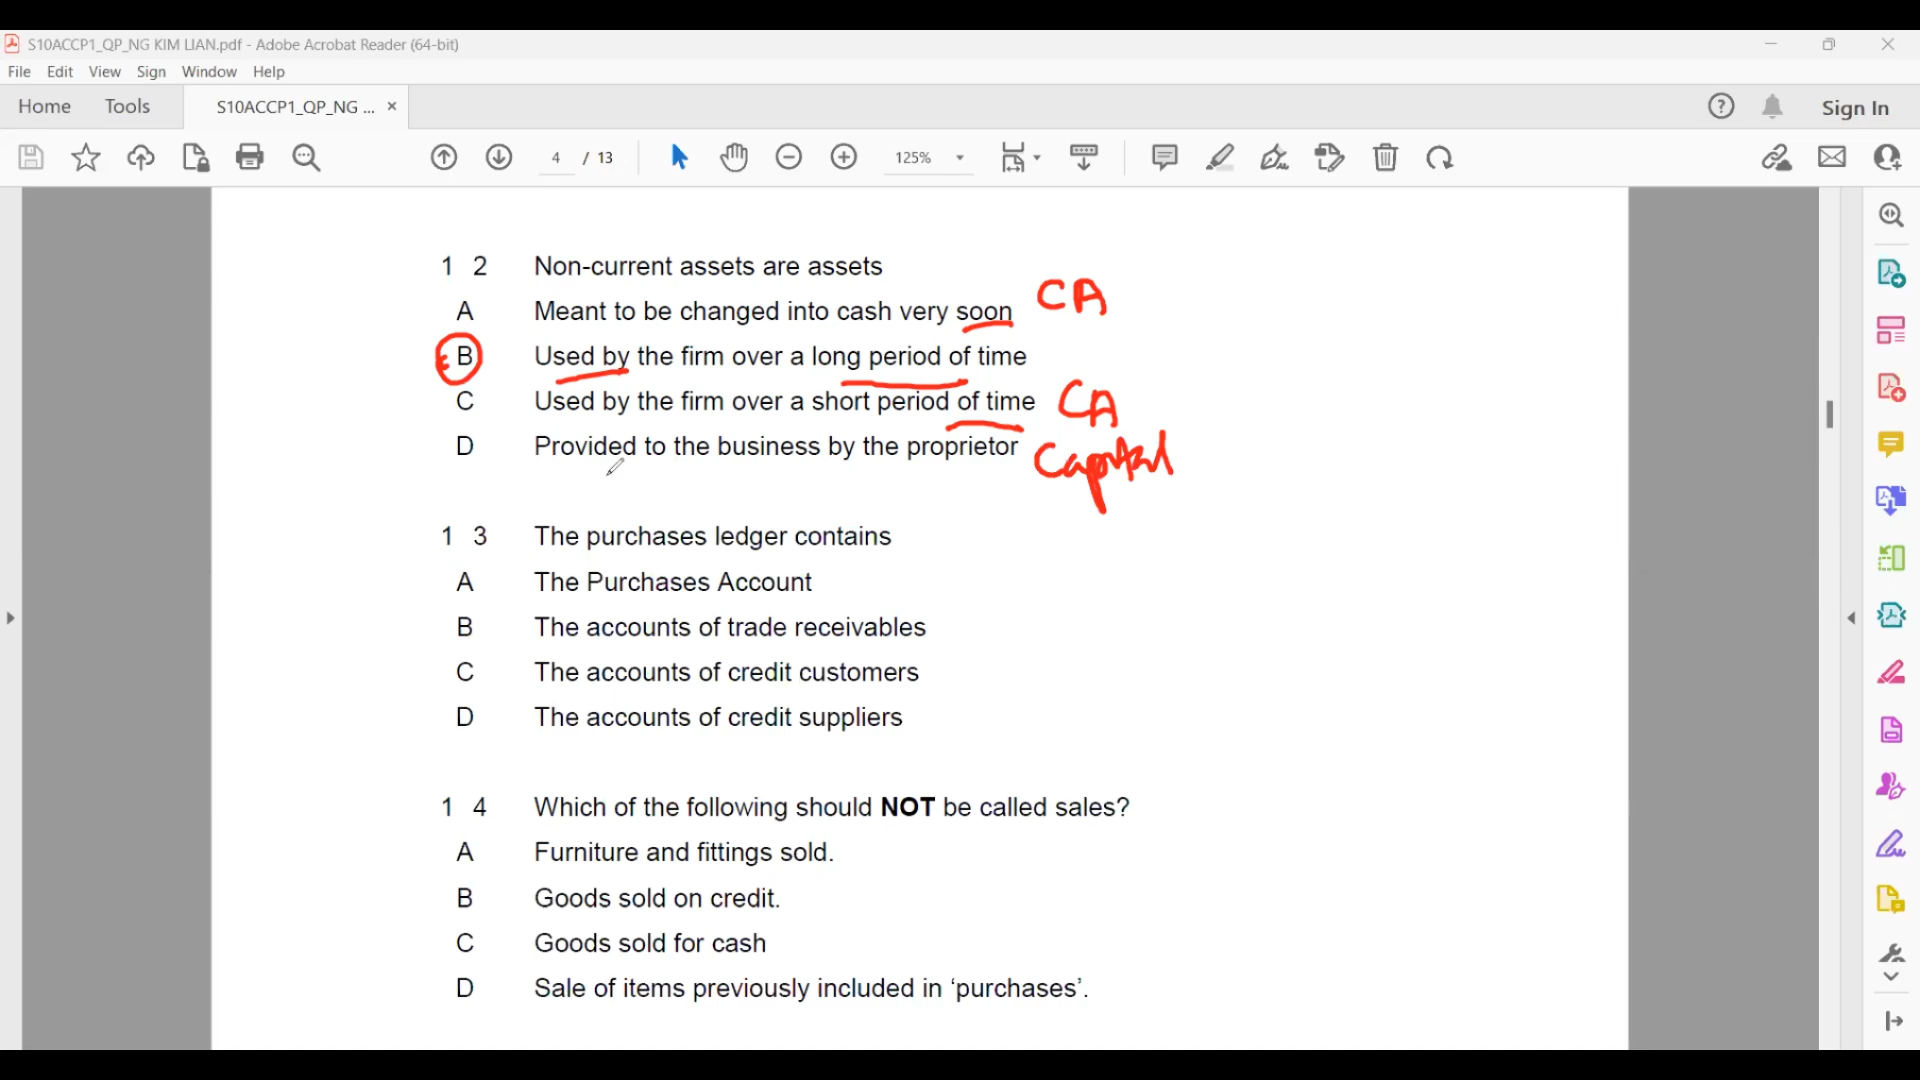 S10ACCP1_QP_NG KIM LIAN.pdf - Adobe Acrobat Reader (64-bit)
File Edit View Sign Window Help
Home Tools S10ACCP1_QP_NG ... × Sign In
4 / 13 125%
1 2 Non-current assets are assets
A Meant to be changed into cash very soon CA
B Used by the firm over a long period of time
C Used by the firm over a short period of time CA
D Provided to the business by the proprietor Capital
1 3 The purchases ledger contains
A The Purchases Account
B The accounts of trade receivables
C The accounts of credit customers
D The accounts of credit suppliers
1 4 Which of the following should NOT be called sales?
A Furniture and fittings sold.
B Goods sold on credit.
C Goods sold for cash
D Sale of items previously included in ‘purchases’.